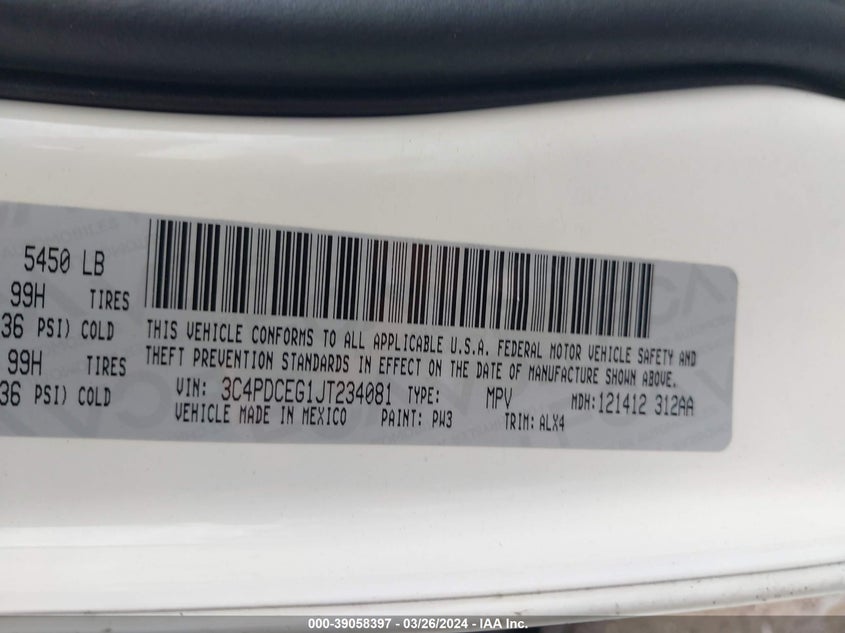 5450 LB
99H TIRES
36 PSI) COLD
99H TIRES
36 PSI) COLD
THIS VEHICLE CONFORMS TO ALL APPLICABLE U.S.A. FEDERAL MOTOR VEHICLE SAFETY AND
THEFT PREVENTION STANDARDS IN EFFECT ON THE DATE OF MANUFACTURE SHOWN ABOVE.
VIN: 3C4PDCEG1JT234081 TYPE: MPV MDH: 121412 312AA
VEHICLE MADE IN MEXICO PAINT: PW3 TRIM: ALX4
000-39058397 - 03/26/2024 - IAA Inc.